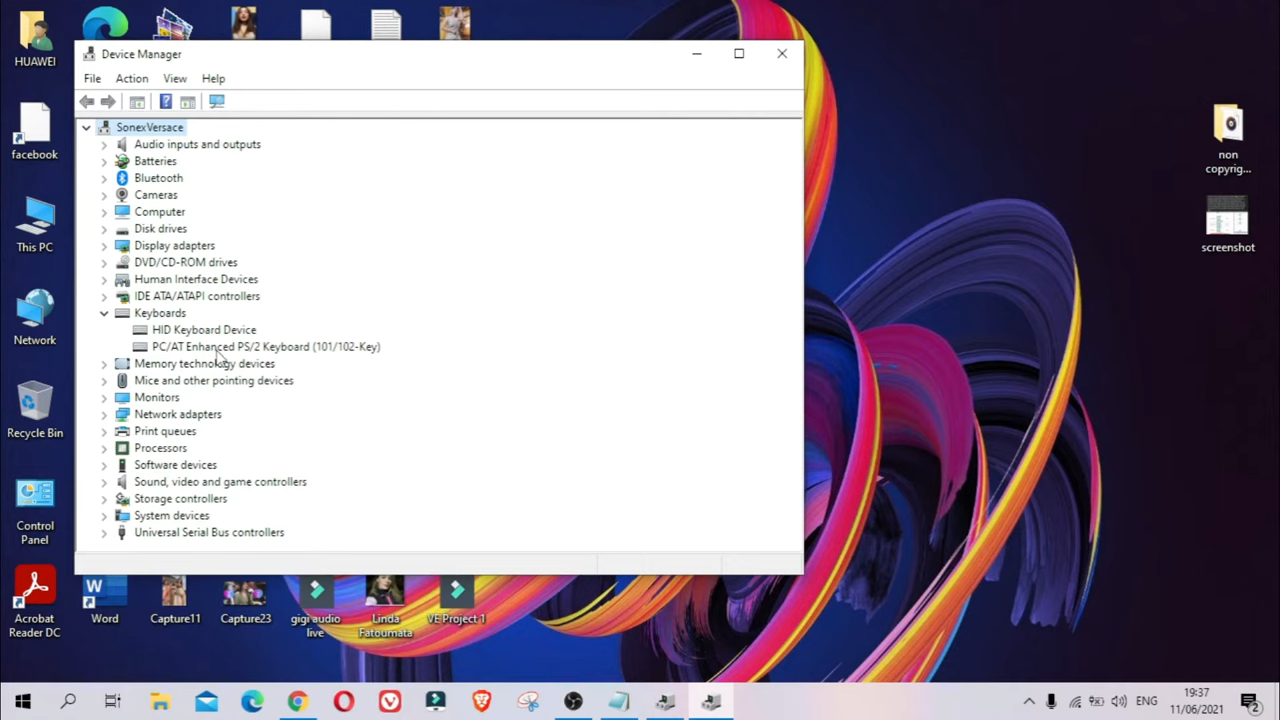 Device Manager
File Action View Help
SonexVersace
Audio inputs and outputs
Batteries
Bluetooth
Cameras
Computer
Disk drives
Display adapters
DVD/CD-ROM drives
Human Interface Devices
IDE ATA/ATAPI controllers
Keyboards
HID Keyboard Device
PC/AT Enhanced PS/2 Keyboard (101/102-Key)
Memory technology devices
Mice and other pointing devices
Monitors
Network adapters
Print queues
Processors
Software devices
Sound, video and game controllers
Storage controllers
System devices
Universal Serial Bus controllers
HUAWEI
facebook
This PC
Network
Recycle Bin
Control
Panel
Acrobat
Reader DC
Word
Capture11
Capture23
gigi audio
live
Linda
Fatoumata
VE Project 1
non
copyrig...
screenshot
ENG
19:37
11/06/2021
2